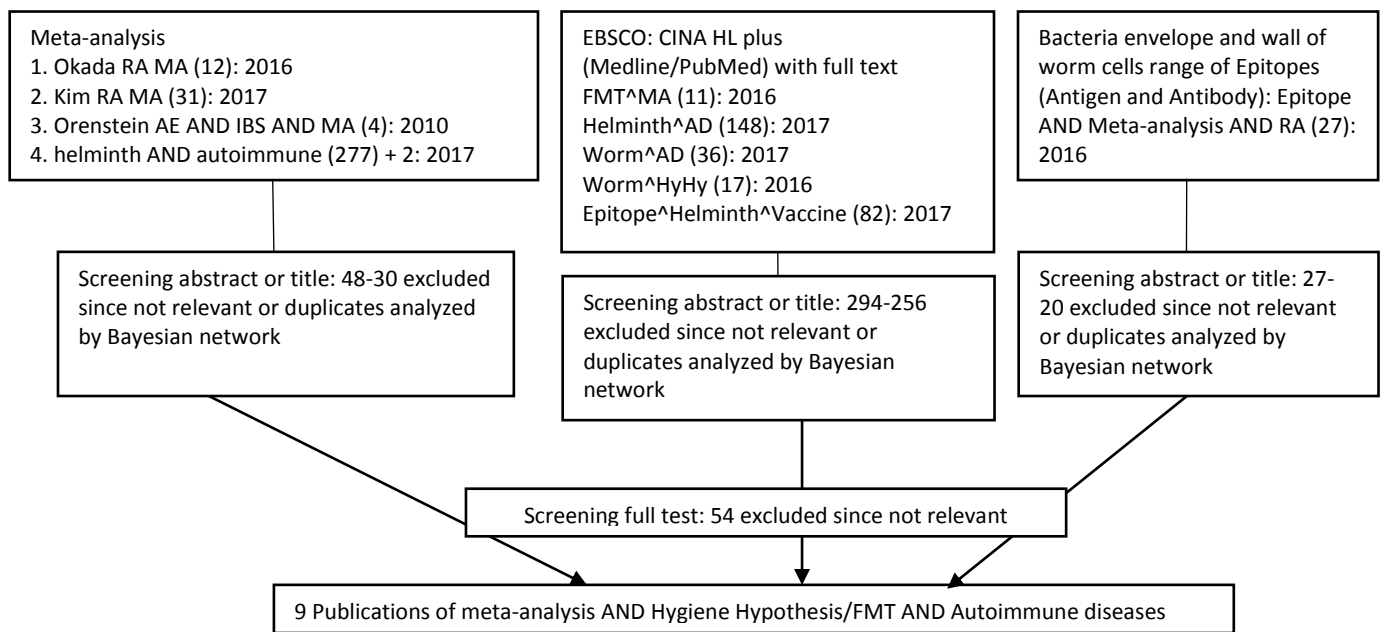 Meta-analysis
1. Okada RA MA (12): 2016
2. Kim RA MA (31): 2017
3. Orenstein AE AND IBS AND MA (4): 2010
4. helminth AND autoimmune (277) + 2: 2017
EBSCO: CINA HL plus
(Medline/PubMed) with full text
FMT^MA (11): 2016
Helminth^AD (148): 2017
Worm^AD (36): 2017
Worm^HyHy (17): 2016
Epitope^Helminth^Vaccine (82): 2017
Bacteria envelope and wall of
worm cells range of Epitopes
(Antigen and Antibody): Epitope
AND Meta-analysis AND RA (27):
2016
Screening abstract or title: 48-30 excluded
since not relevant or duplicates analyzed
by Bayesian network
Screening abstract or title: 294-256
excluded since not relevant or
duplicates analyzed by Bayesian
network
Screening abstract or title: 27-
20 excluded since not relevant
or duplicates analyzed by
Bayesian network
Screening full test: 54 excluded since not relevant
9 Publications of meta-analysis AND Hygiene Hypothesis/FMT AND Autoimmune diseases